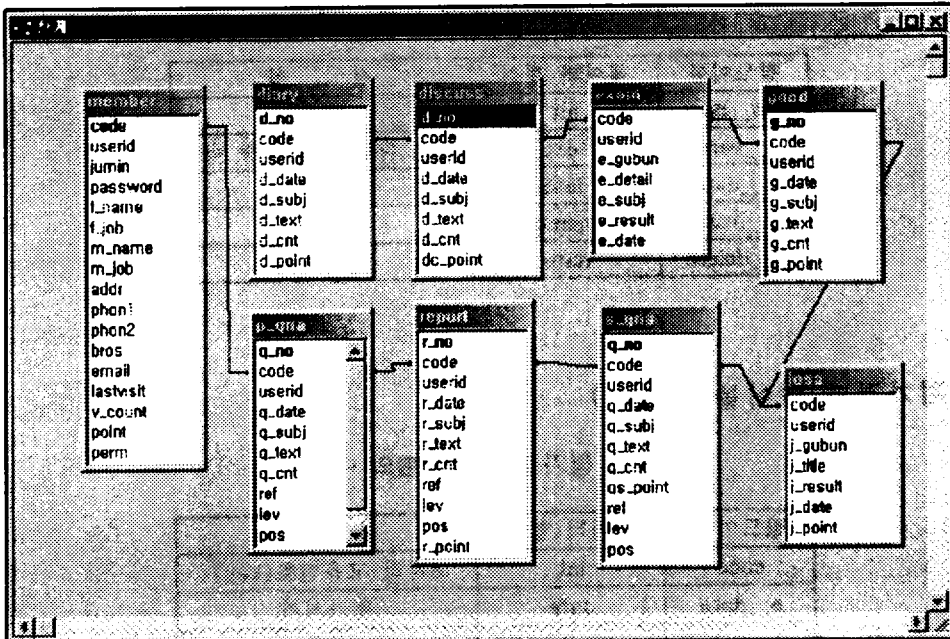 member
code
userid
jumin
password
f_name
f_job
m_name
m_job
addr
phon1
phon2
bros
email
lastvisit
v_count
point
perm
diary
d_no
code
userid
d_date
d_subj
d_text
d_cnt
d_point
d_no
code
userid
d_date
d_subj
d_text
d_cnt
dc_point
code
userid
e_gubun
e_detail
e_subj
e_result
e_date
good
g_no
code
userid
g_date
g_subj
g_text
g_cnt
g_point
p_qna
q_no
code
userid
q_date
q_subj
q_text
q_cnt
ref
lev
pos
report
r_no
code
userid
r_date
r_subj
r_text
r_cnt
ref
lev
pos
r_point
s_qna
q_no
code
userid
q_date
q_subj
q_text
q_cnt
qs_point
ref
lev
pos
code
userid
j_gubun
j_title
j_result
j_date
j_point